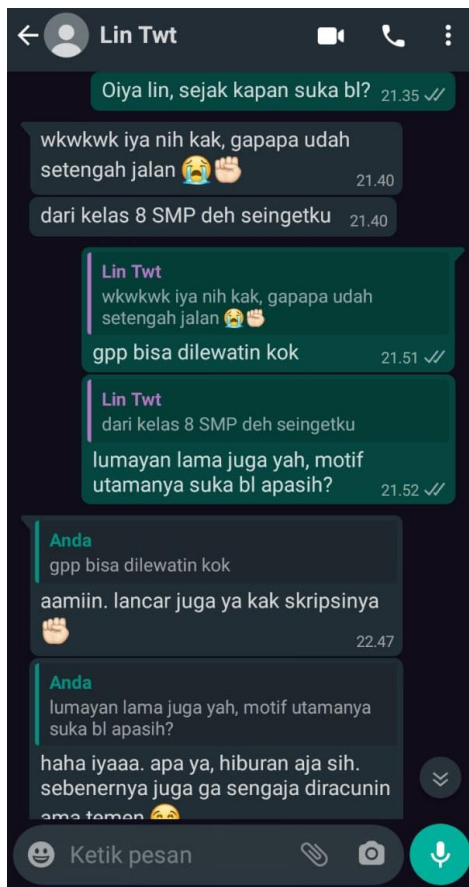 Lin Twt
Oiya lin, sejak kapan suka bl? 21.35
wkwkwk iya nih kak, gapapa udah
setengah jalan 😭✊🏻
21.40
dari kelas 8 SMP deh seingetku 21.40
Lin Twt
wkwkwk iya nih kak, gapapa udah
setengah jalan 😭✊🏻
gpp bisa dilewatin kok 21.51
Lin Twt
dari kelas 8 SMP deh seingetku
lumayan lama juga yah, motif
utamanya suka bl apasih? 21.52
Anda
gpp bisa dilewatin kok
aamiin. lancar juga ya kak skripsinya
✊🏻 22.47
Anda
lumayan lama juga yah, motif utamanya
suka bl apasih?
haha iyaaa. apa ya, hiburan aja sih.
sebenernya juga ga sengaja diracunin
ama temen
Ketik pesan